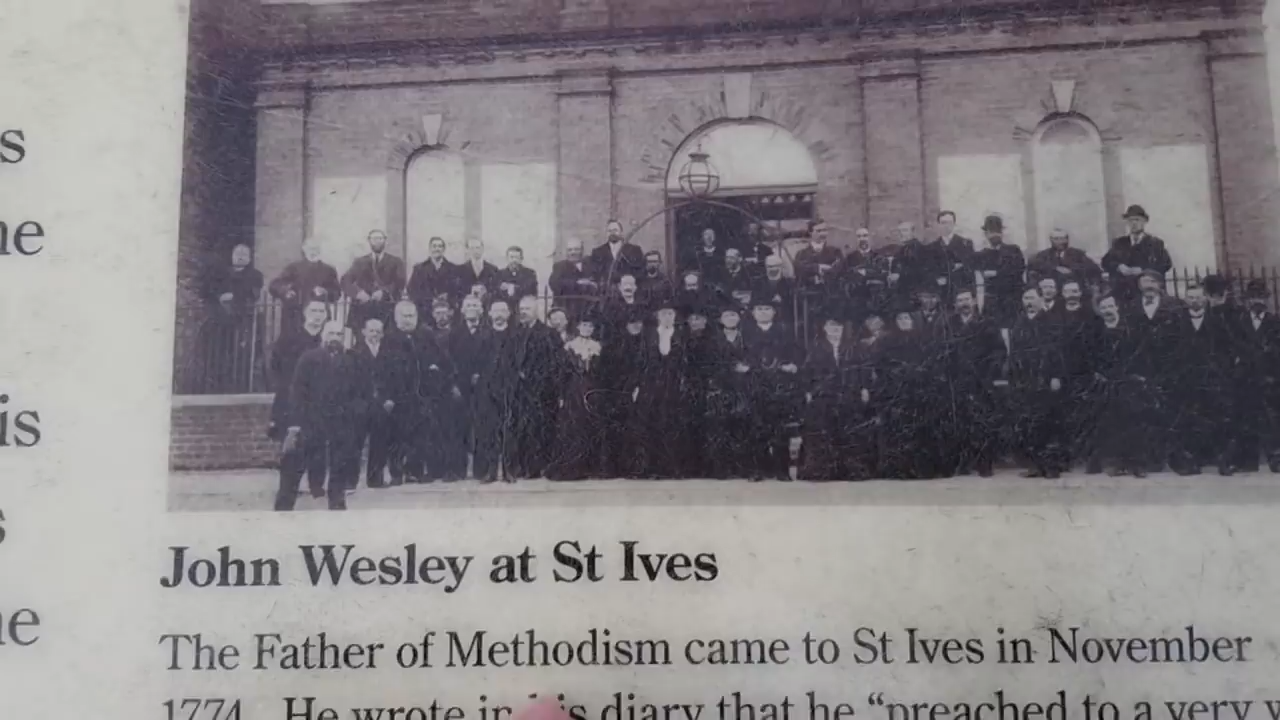 s
ne
is
s
ne
John Wesley at St Ives
The Father of Methodism came to St Ives in November
1774. He wrote in his diary that he “preached to a very